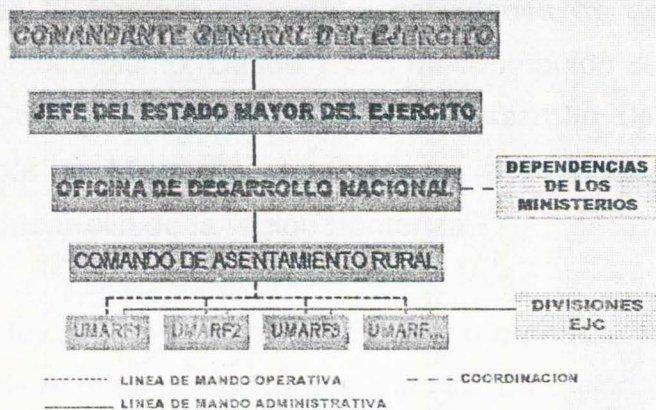 COMANDANTE GENERAL DEL EJERCITO
JEFE DEL ESTADO MAYOR DEL EJERCITO
OFICINA DE DESARROLLO NACIONAL
DEPENDENCIAS
DE LOS
MINISTERIOS
COMANDO DE ASENTAMIENTO RURAL
UMARF1 UMARF2 UMARF3 UMARF...
DIVISIONES
EJC
LINEA DE MANDO OPERATIVA
COORDINACION
LINEA DE MANDO ADMINISTRATIVA